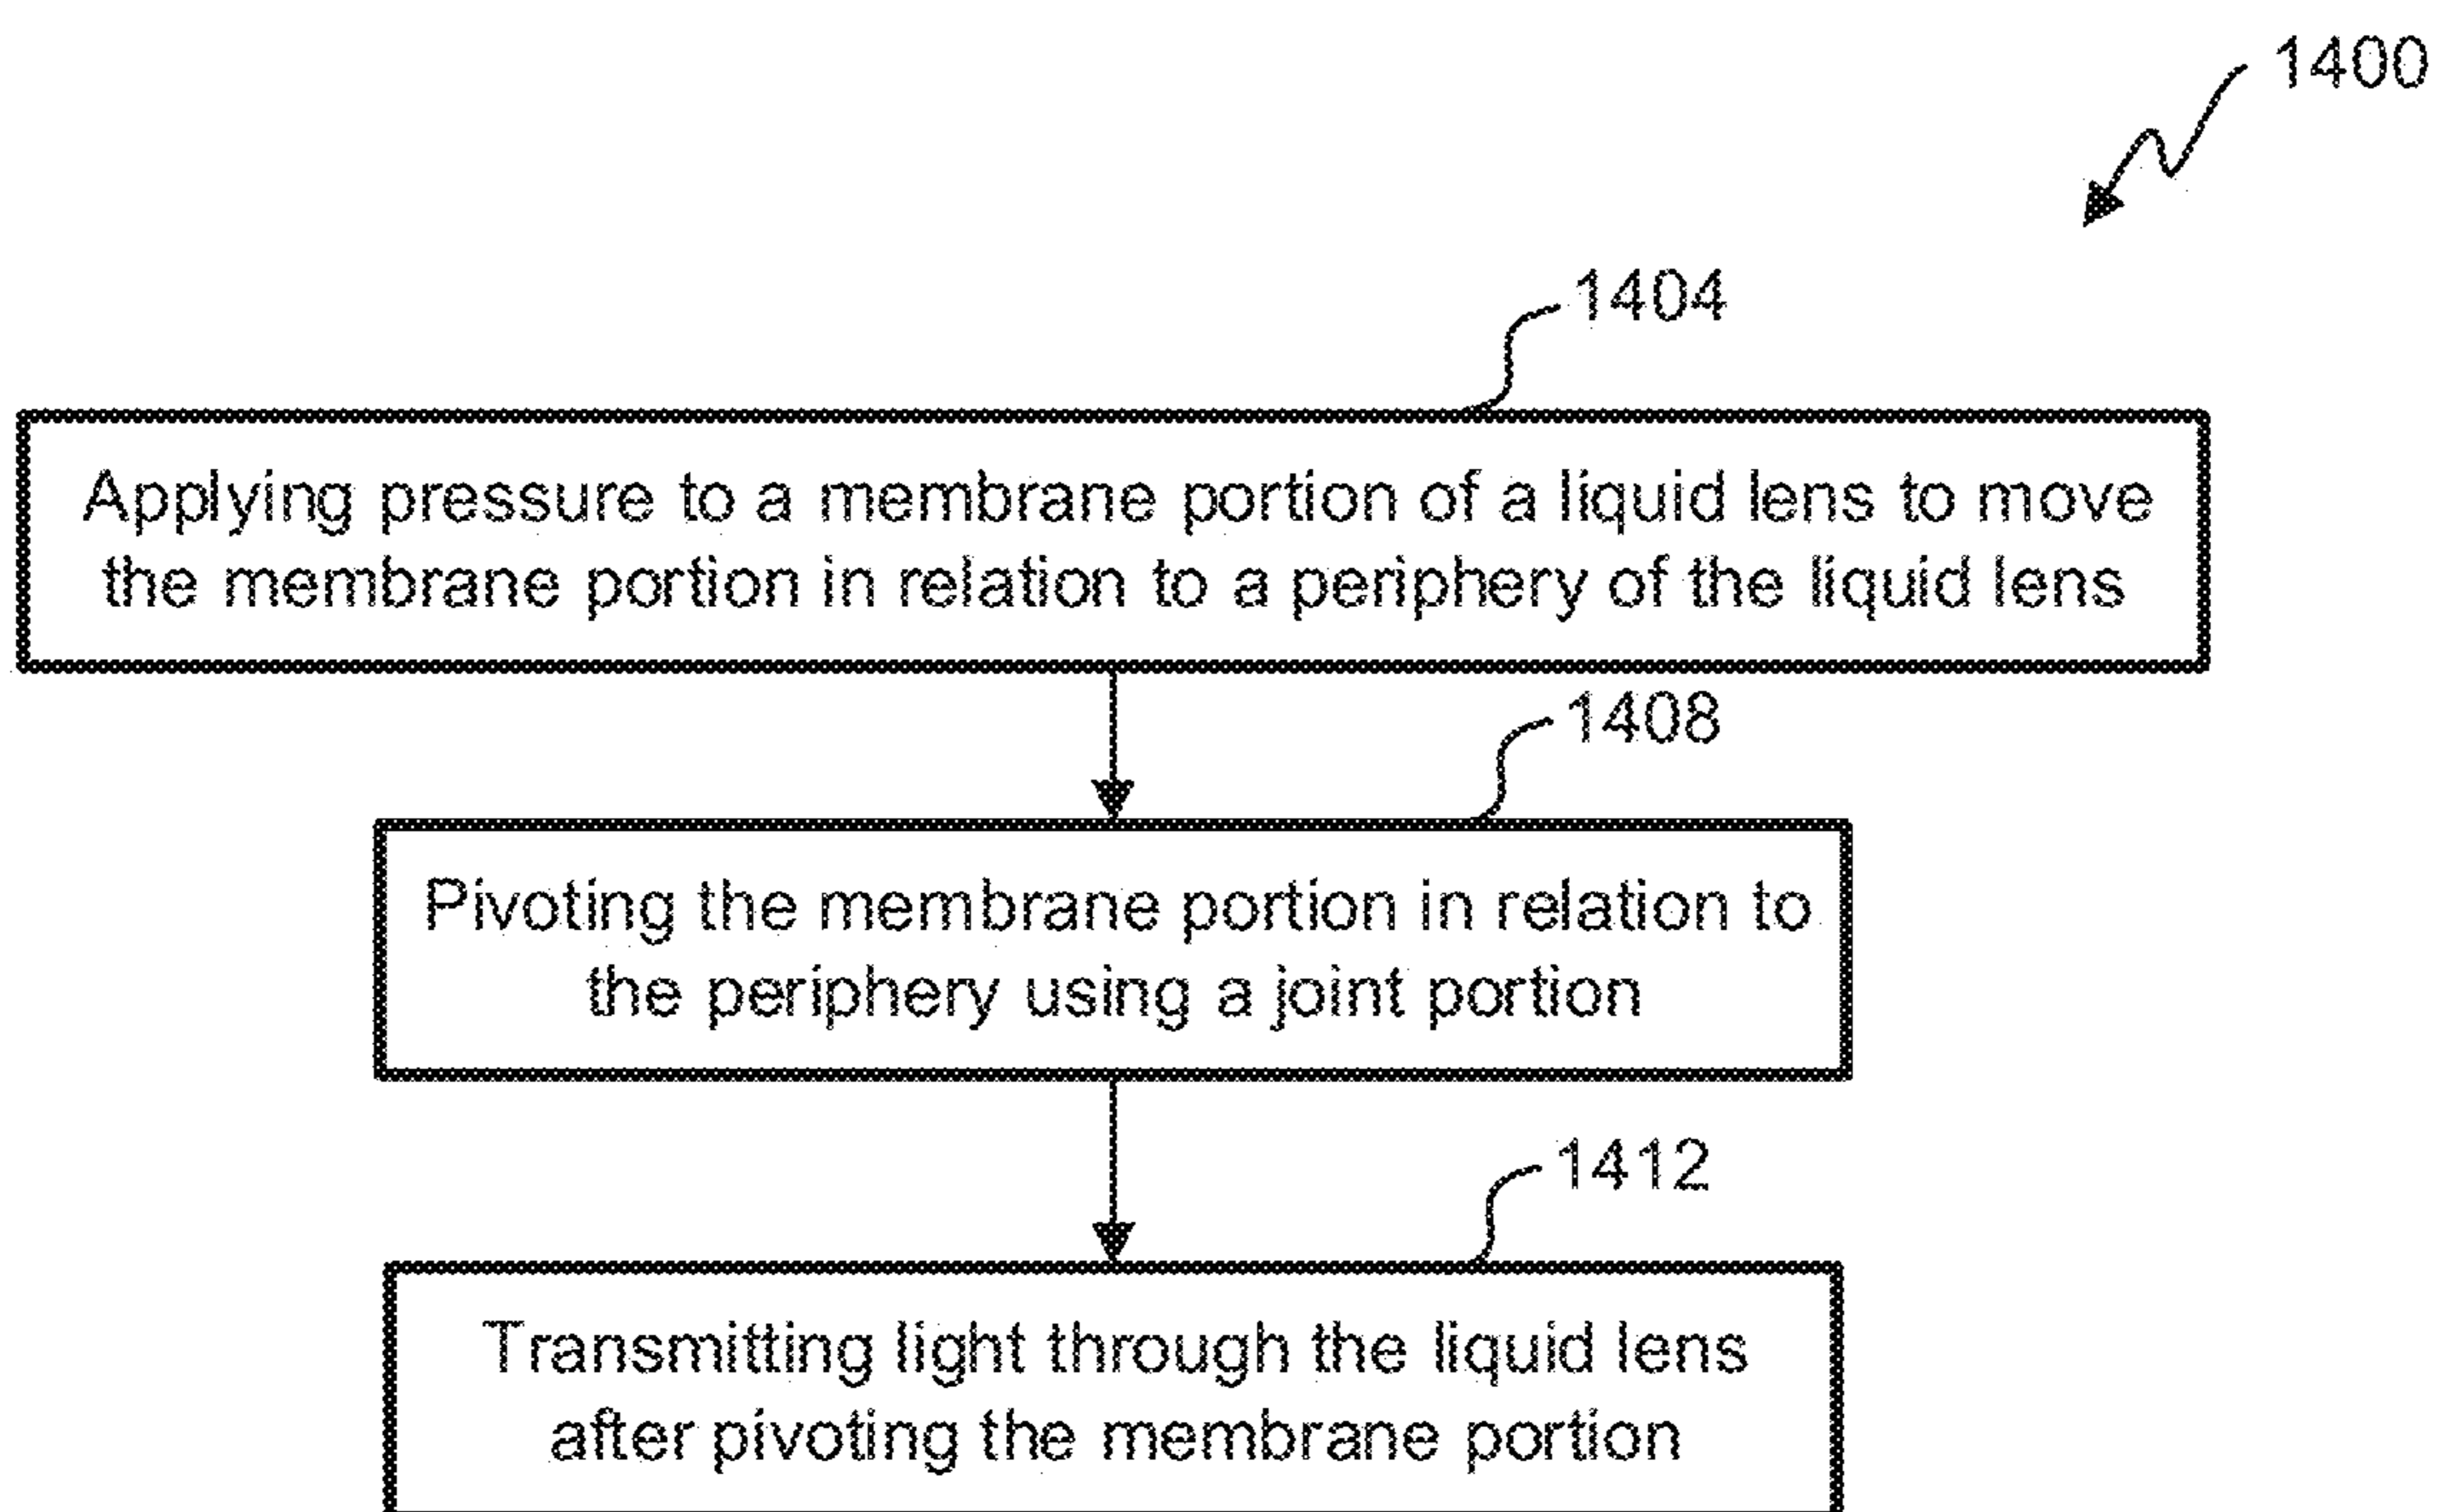 1400
1404
Applying pressure to a membrane portion of a liquid lens to move
the membrane portion in relation to a periphery of the liquid lens
1408
Pivoting the membrane portion in relation to
the periphery using a joint portion
1412
Transmitting light through the liquid lens
after pivoting the membrane portion